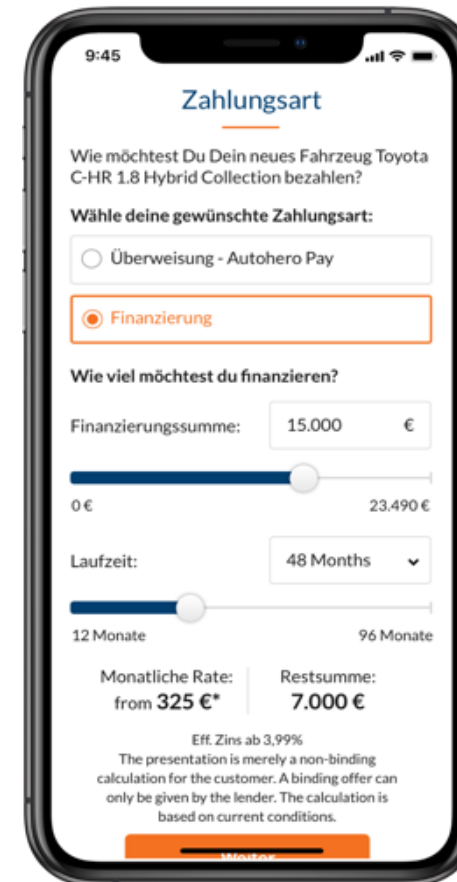 9:45
Zahlungsart
Wie möchtest Du Dein neues Fahrzeug Toyota
C-HR 1.8 Hybrid Collection bezahlen?
Wähle deine gewünschte Zahlungsart:
Überweisung - Autohero Pay
Finanzierung
Wie viel möchtest du finanzieren?
Finanzierungssumme: 15.000 €
0 € 23.490 €
Laufzeit: 48 Months
12 Monate 96 Monate
Monatliche Rate: Restsumme:
from 325 €* 7.000 €
Eff. Zins ab 3,99%
The presentation is merely a non-binding
calculation for the customer. A binding offer can
only be given by the lender. The calculation is
based on current conditions.
Weiter